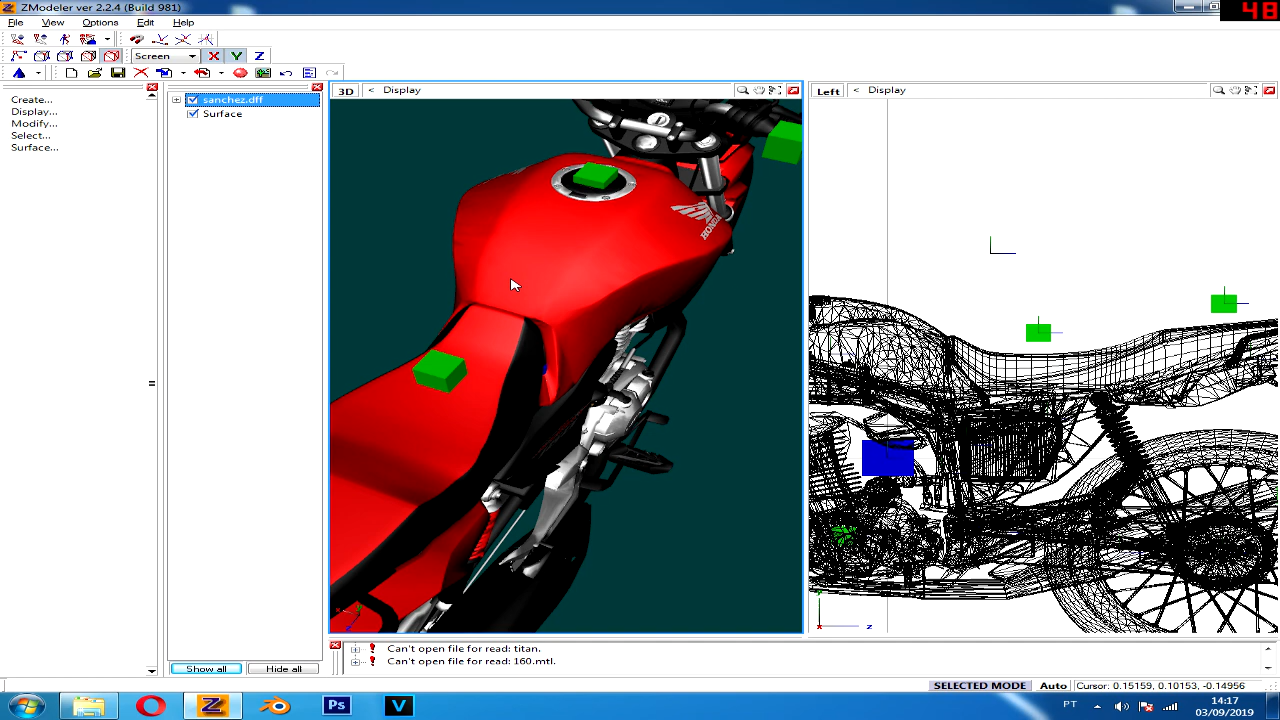 ZModeler ver 2.2.4 (Build 981)
48
File View Options Edit Help
Screen X Y Z
Create...
Display...
Modify...
Select...
Surface...
sanchez.dff
Surface
Show all Hide all
3D < Display
HONDA
Left < Display
Z
Can't open file for read: titan.
Can't open file for read: 160.mtl.
SELECTED MODE Auto Cursor: 0.15159, 0.10153, -0.14956
Z Ps V
PT 14:17
03/09/2019